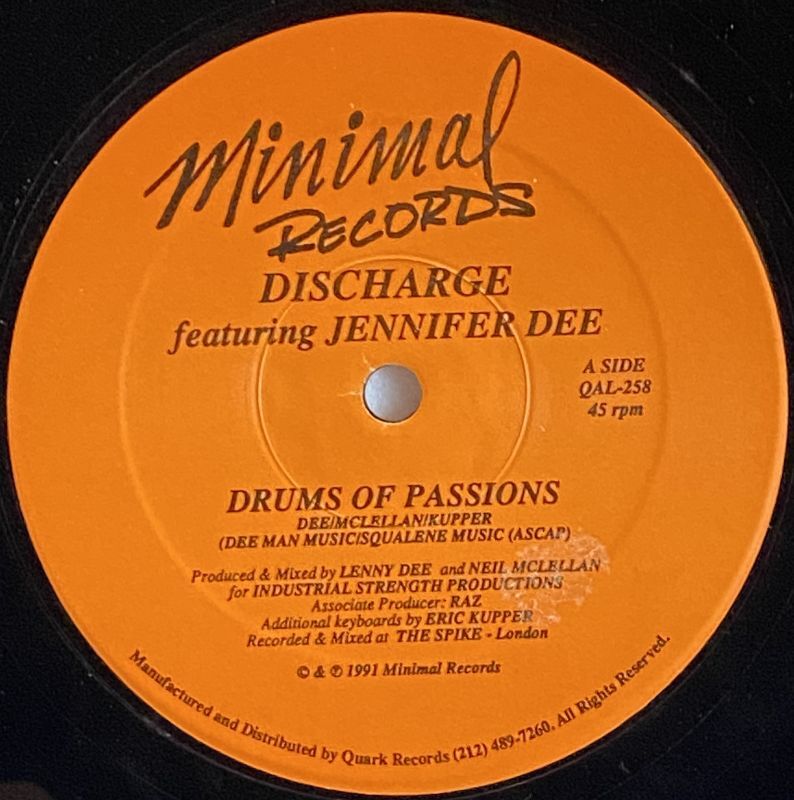 Minimal
RECORDS
DISCHARGE
featuring JENNIFER DEE
A SIDE
QAL-258
45 rpm
DRUMS OF PASSIONS
DEE/MCLELLAN/KUPPER
(DEE MAN MUSIC/SQUALENE MUSIC (ASCAP)
Produced & Mixed by LENNY DEE and NEIL MCLELLAN
for INDUSTRIAL STRENGTH PRODUCTIONS
Associate Producer: RAZ
Additional keyboards by ERIC KUPPER
Recorded & Mixed at THE SPIKE - London
© & ℗ 1991 Minimal Records
Manufactured and Distributed by Quark Records (212) 489-7260. All Rights Reserved.